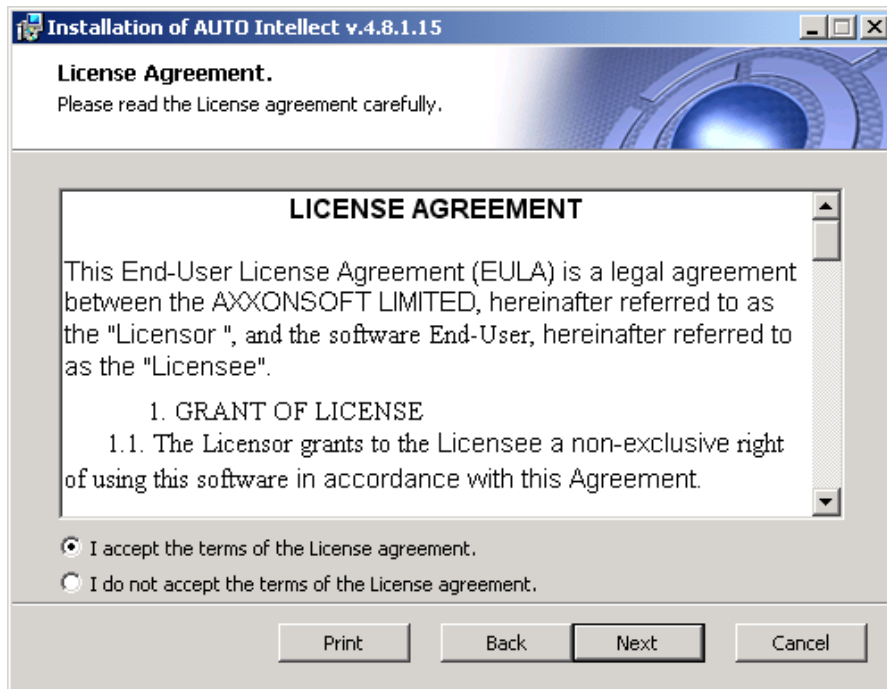 Installation of AUTO Intellect v.4.8.1.15
License Agreement.
Please read the License agreement carefully.
LICENSE AGREEMENT
This End-User License Agreement (EULA) is a legal agreement
between the AXXONSOFT LIMITED, hereinafter referred to as
the "Licensor ", and the software End-User, hereinafter referred to
as the "Licensee".
1. GRANT OF LICENSE
1.1. The Licensor grants to the Licensee a non-exclusive right
of using this software in accordance with this Agreement.
I accept the terms of the License agreement.
I do not accept the terms of the License agreement.
Print Back Next Cancel